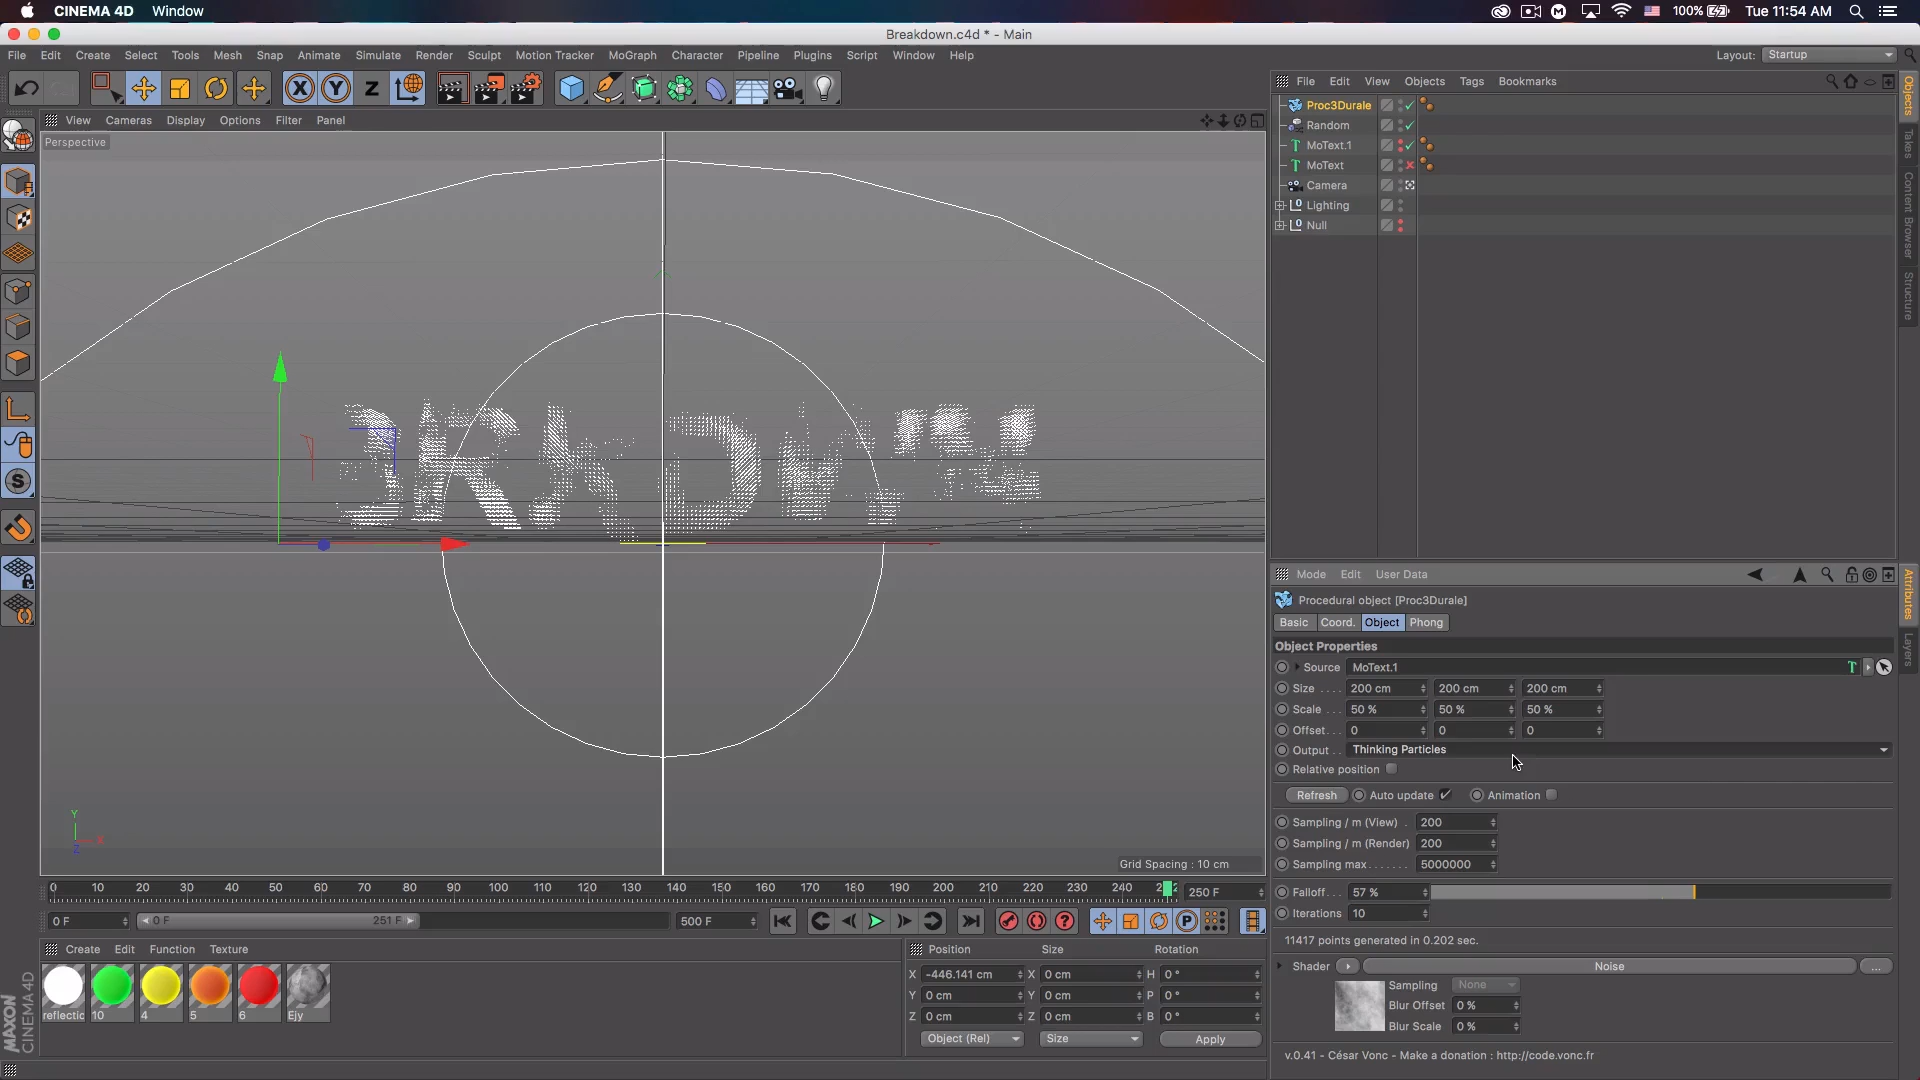 CINEMA 4D Window
100% Tue 11:54 AM
Breakdown.c4d * - Main
File Edit Create Select Tools Mesh Snap Animate Simulate Render Sculpt Motion Tracker MoGraph Character Pipeline Plugins Script Window Help
Layout: Startup
X Y Z
File Edit View Objects Tags Bookmarks
View Cameras Display Options Filter Panel
Perspective
Proc3Durale
Random
MoText.1
MoText
Camera
Lighting
Null
Objects
Takes
Content Browser
Structure
Y
X
Z
Grid Spacing : 10 cm
Mode Edit User Data
Attributes
Layers
Procedural object [Proc3Durale]
Basic Coord. Object Phong
Object Properties
Source MoText.1
Size 200 cm 200 cm 200 cm
Scale 50 % 50 % 50 %
Offset 0 0 0
Output Thinking Particles
Relative position
Refresh Auto update Animation
Sampling / m (View) 200
Sampling / m (Render) 200
Sampling max 5000000
Falloff 57 %
Iterations 10
11417 points generated in 0.202 sec.
Shader Noise ...
Sampling None
Blur Offset 0 %
Blur Scale 0 %
v.0.41 - César Vonc - Make a donation : http://code.vonc.fr
0 10 20 30 40 50 60 70 80 90 100 110 120 130 140 150 160 170 180 190 200 210 220 230 240 250 F
0 F 0 F 251 F 500 F
Create Edit Function Texture
reflectic 10 4 5 6 Ejy
Position Size Rotation
X -446.141 cm X 0 cm H 0 °
Y 0 cm Y 0 cm P 0 °
Z 0 cm Z 0 cm B 0 °
Object (Rel) Size Apply
MAXON
CINEMA 4D